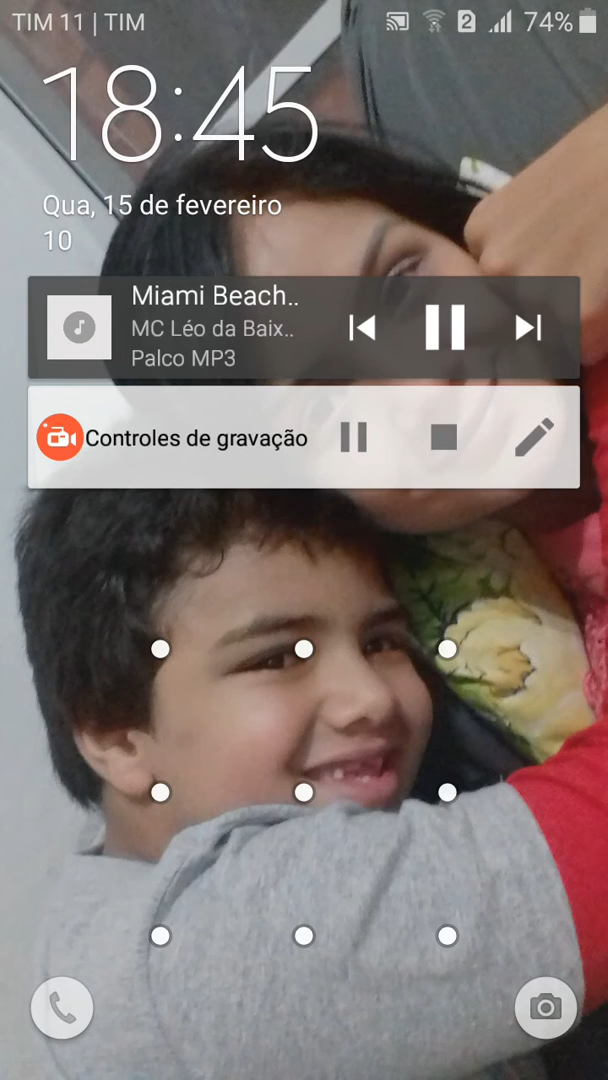 TIM 11 | TIM
2
74%
18:45
Qua, 15 de fevereiro
10
Miami Beach..
MC Léo da Baix..
Palco MP3
Controles de gravação